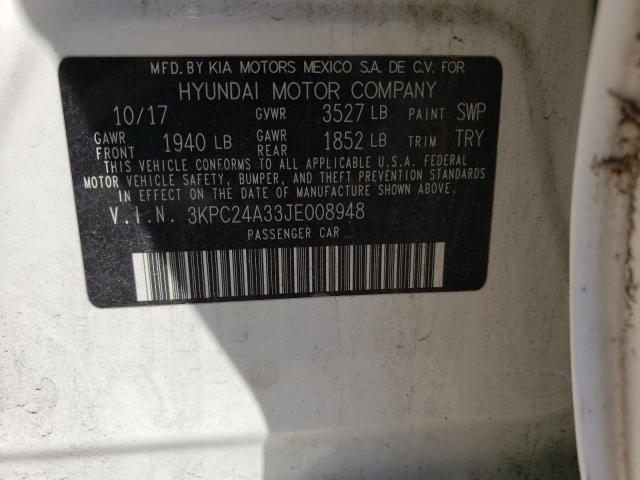 MFD. BY KIA MOTORS MEXICO S.A. DE C.V. FOR
HYUNDAI MOTOR COMPANY
10/17 GVWR 3527 LB PAINT SWP
GAWR FRONT 1940 LB GAWR REAR 1852 LB TRIM TRY
THIS VEHICLE CONFORMS TO ALL APPLICABLE U.S.A. FEDERAL
MOTOR VEHICLE SAFETY, BUMPER, AND THEFT PREVENTION STANDARDS
IN EFFECT ON THE DATE OF MANUFACTURE SHOWN ABOVE.
V.I.N. 3KPC24A33JE008948
PASSENGER CAR